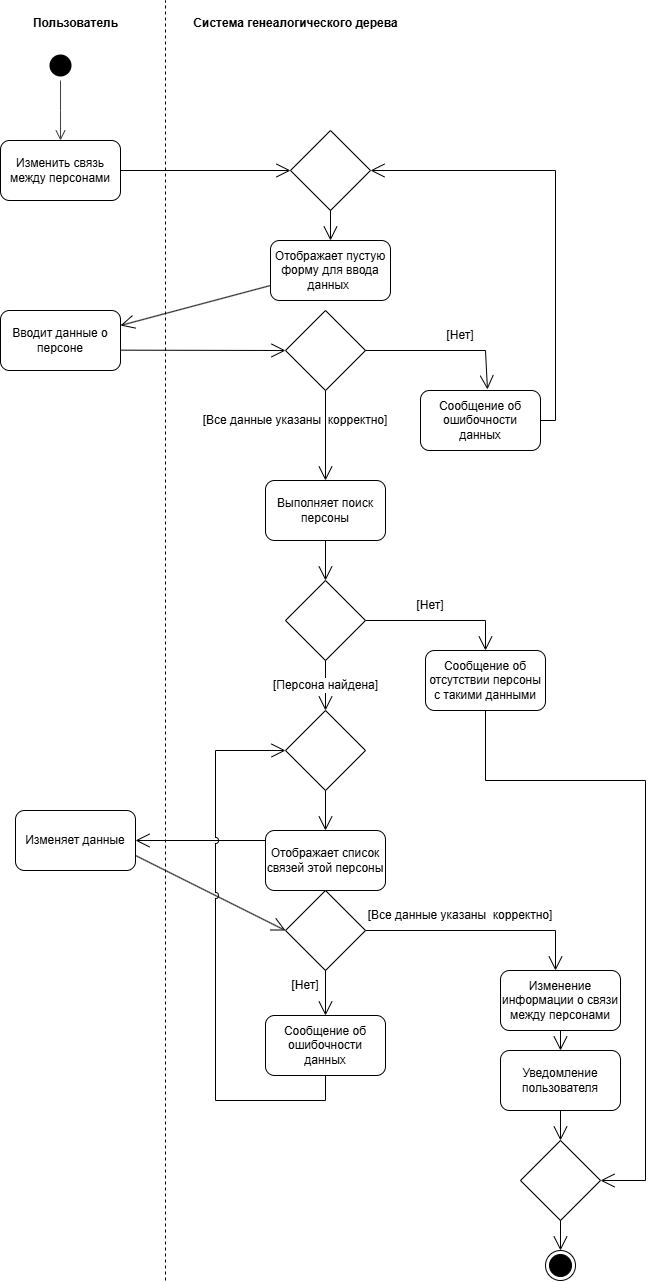 Пользователь
Система генеалогического дерева
Изменить связь
между персонами
Отображает пустую
форму для ввода
данных
Вводит данные о
персоне
[Нет]
Сообщение об
ошибочности
данных
[Все данные указаны  корректно]
Выполняет поиск
персоны
[Нет]
Сообщение об
отсутствии персоны
с такими данными
[Персона найдена]
Изменяет данные
Отображает список
связей этой персоны
[Все данные указаны  корректно]
[Нет]
Изменение
информации о связи
между персонами
Сообщение об
ошибочности
данных
Уведомление
пользователя